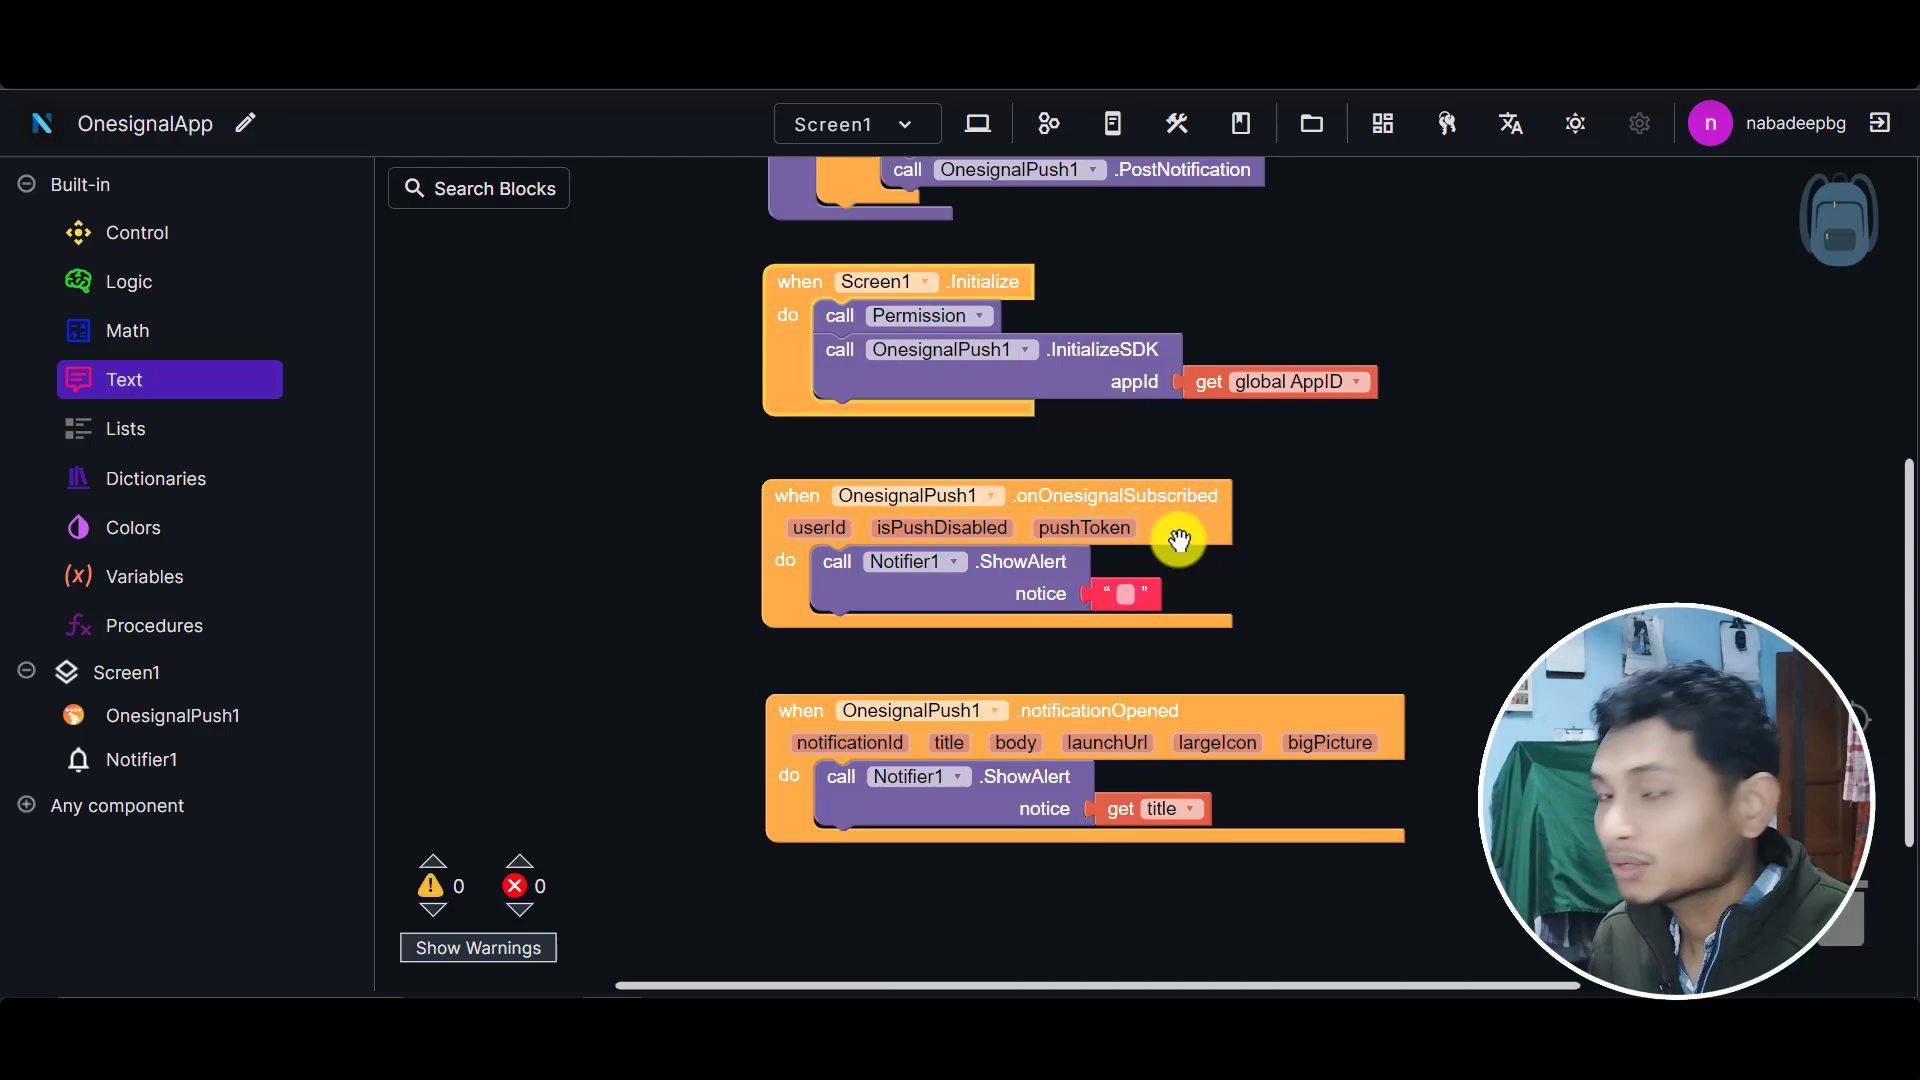 OnesignalApp
Screen1
n
nabadeepbg
Built-in
Control
Logic
Math
Text
Lists
Dictionaries
Colors
Variables
Procedures
Screen1
OnesignalPush1
Notifier1
Any component
Search Blocks
call OnesignalPush1 .PostNotification
when Screen1 .Initialize
do call Permission
call OnesignalPush1 .InitializeSDK
appId get global AppID
when OnesignalPush1 .onOnesignalSubscribed
userId isPushDisabled pushToken
do call Notifier1 .ShowAlert
notice “ ”
when OnesignalPush1 .notificationOpened
notificationId title body launchUrl largeIcon bigPicture
do call Notifier1 .ShowAlert
notice get title
0 0
Show Warnings